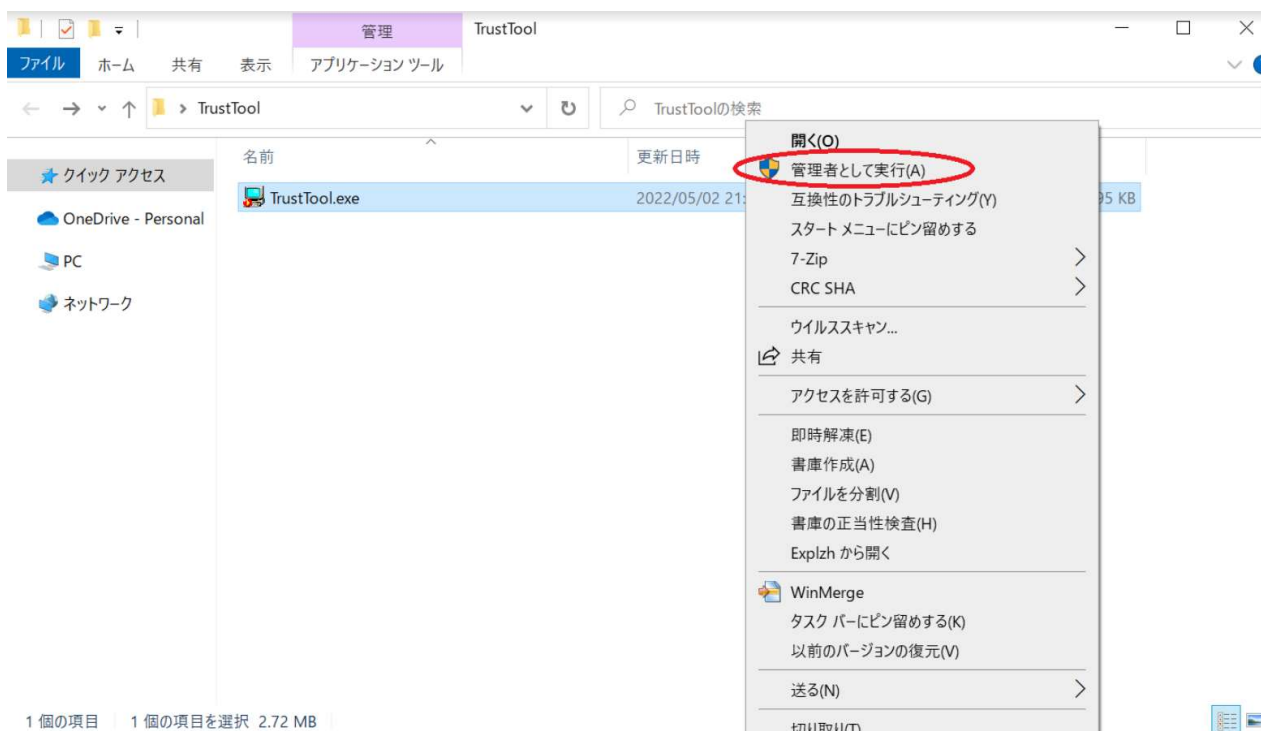 管理
TrustTool
ファイル
ホーム
共有
表示
アプリケーション ツール
TrustTool
TrustToolの検索
名前
更新日時
クイック アクセス
OneDrive - Personal
PC
ネットワーク
TrustTool.exe
2022/05/02 21:
95 KB
開く(O)
管理者として実行(A)
互換性のトラブルシューティング(Y)
スタート メニューにピン留めする
7-Zip
CRC SHA
ウイルススキャン...
共有
アクセスを許可する(G)
即時解凍(E)
書庫作成(A)
ファイルを分割(V)
書庫の正当性検査(H)
Explzh から開く
WinMerge
タスク バーにピン留めする(K)
以前のバージョンの復元(V)
送る(N)
切り取り(T)
1 個の項目
1 個の項目を選択 2.72 MB